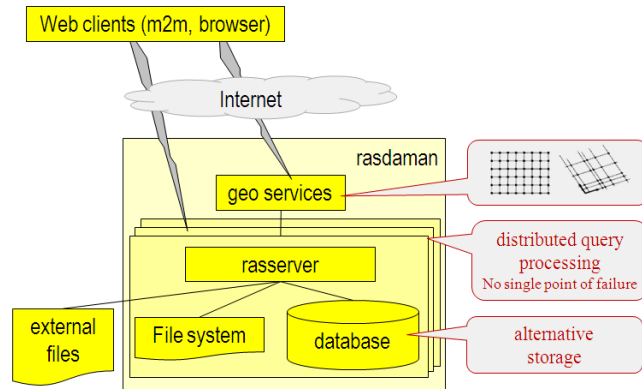 Web clients (m2m, browser)
Internet
rasdaman
geo services
distributed query
processing
No single point of failure
rasserver
external
files
File system
database
alternative
storage